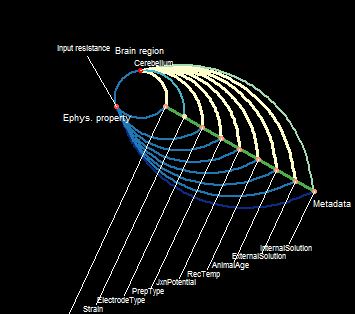 Input resistance
Brain region
Cerebellum
Ephys. property
Metadata
InternalSolution
ExternalSolution
AnimalAge
RecTemp
JxnPotential
PrepType
ElectrodeType
Strain